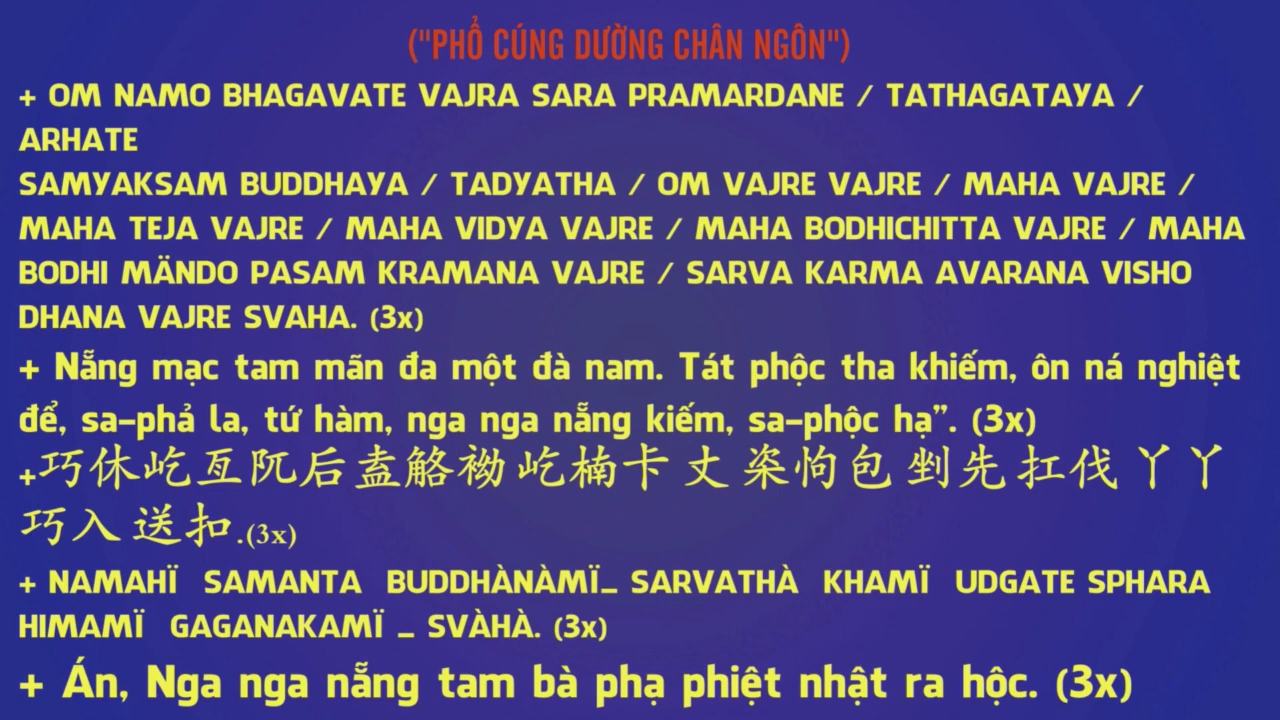 ("PHỔ CÚNG DƯỜNG CHÂN NGÔN")
+ OM NAMO BHAGAVATE VAJRA SARA PRAMARDANE / TATHAGATAYA /
ARHATE
SAMYAKSAM BUDDHAYA / TADYATHA / OM VAJRE VAJRE / MAHA VAJRE /
MAHA TEJA VAJRE / MAHA VIDYA VAJRE / MAHA BODHICHITTA VAJRE / MAHA
BODHI MÄNDO PASAM KRAMANA VAJRE / SARVA KARMA AVARANA VISHO
DHANA VAJRE SVAHA. (3x)
+ Nẵng mạc tam mãn đa một đà nam. Tát phộc tha khiếm, ôn ná nghiệt
để, sa-phả la, tứ hàm, nga nga nẵng kiếm, sa-phộc hạ”. (3x)
+巧休屹亙阢后盍觡袎屹楠卡丈 桼怐包 剉先扛伐 丫丫
巧入送扣.(3x)
+ NAMAHÏ SAMANTA BUDDHÀNÀMÏ_ SARVATHÀ KHAMÏ UDGATE SPHARA
HIMAMÏ GAGANAKAMÏ _ SVÀHÀ. (3x)
+ Án, Nga nga nẵng tam bà phạ phiệt nhật ra hộc. (3x)